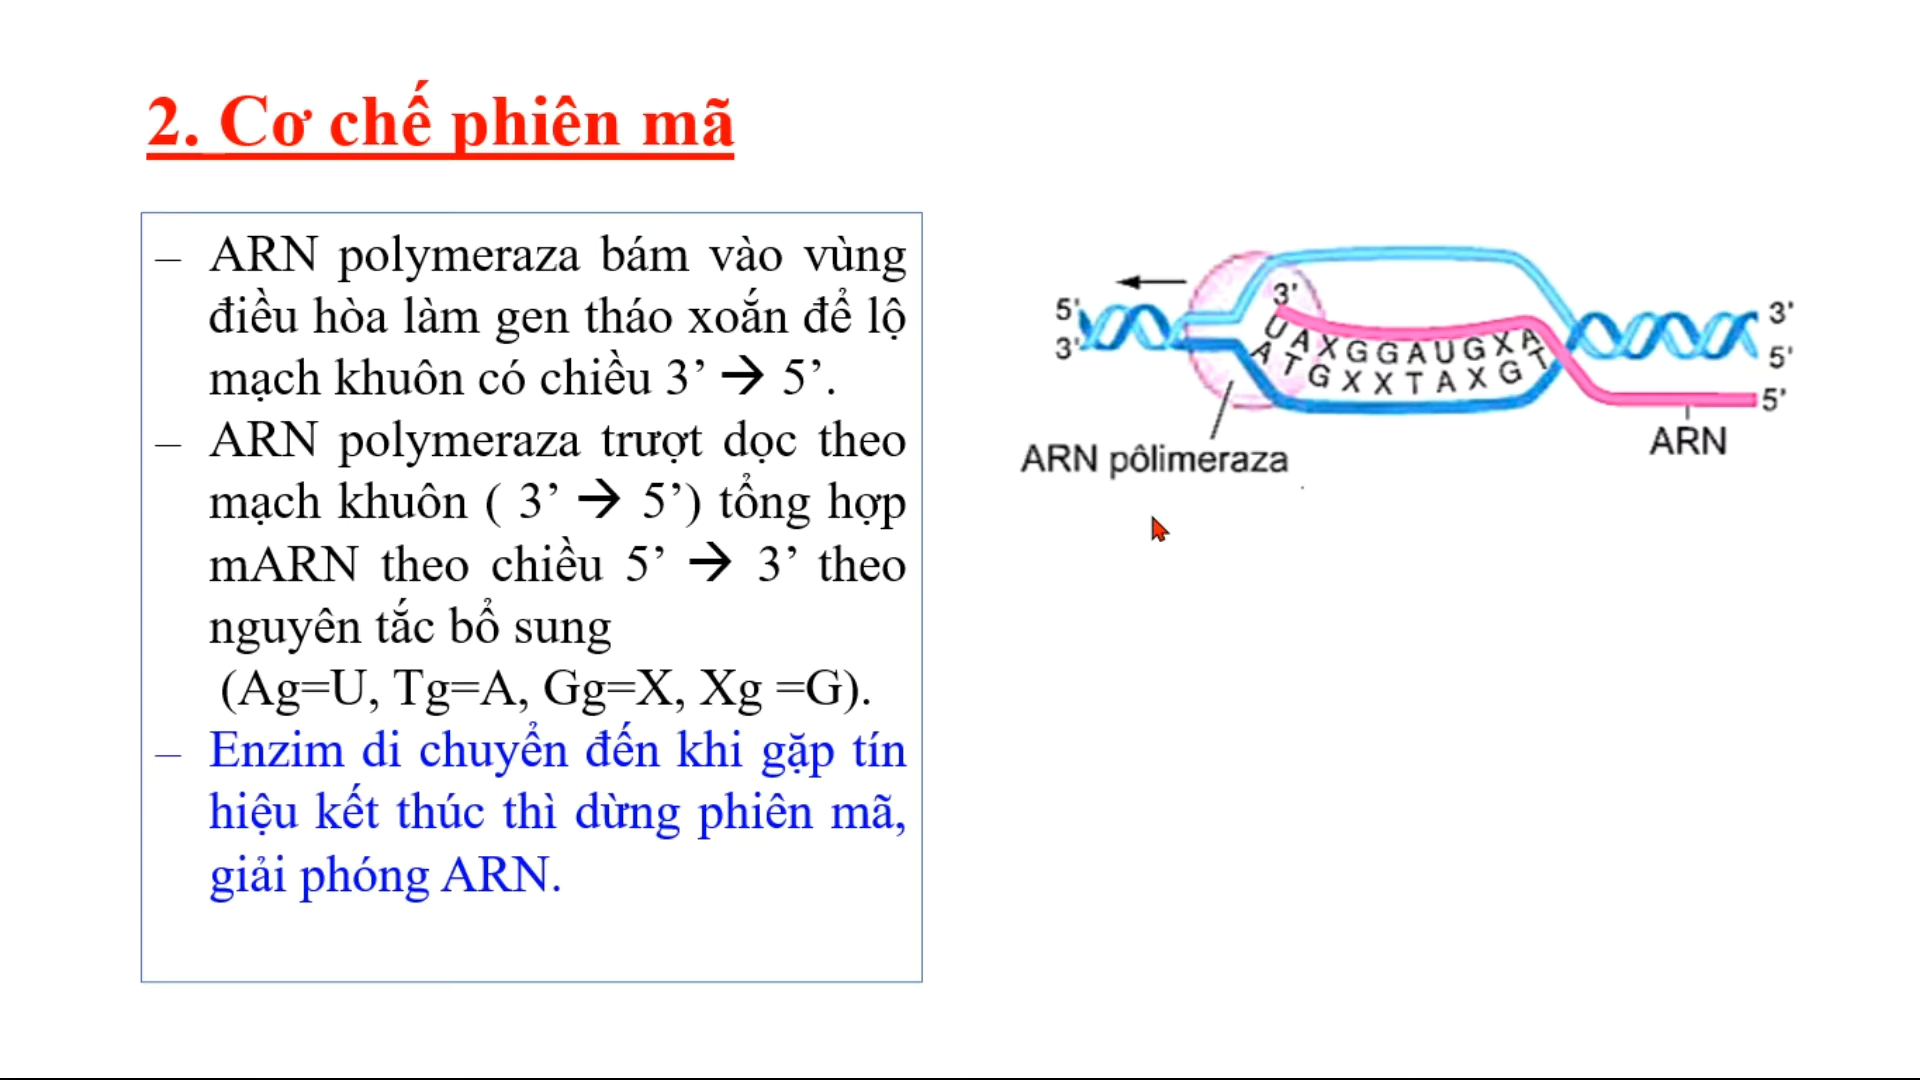 2. Cơ chế phiên mã
– ARN polymeraza bám vào vùng
điều hòa làm gen tháo xoắn để lộ
mạch khuôn có chiều 3’ → 5’.
– ARN polymeraza trượt dọc theo
mạch khuôn ( 3’ → 5’) tổng hợp
mARN theo chiều 5’ → 3’ theo
nguyên tắc bổ sung
(Ag=U, Tg=A, Gg=X, Xg =G).
– Enzim di chuyển đến khi gặp tín
hiệu kết thúc thì dừng phiên mã,
giải phóng ARN.
5'
3'
3'
UAXGGAUGXA
ATGXXTAXGT
3'
5'
5'
ARN pôlimeraza
ARN